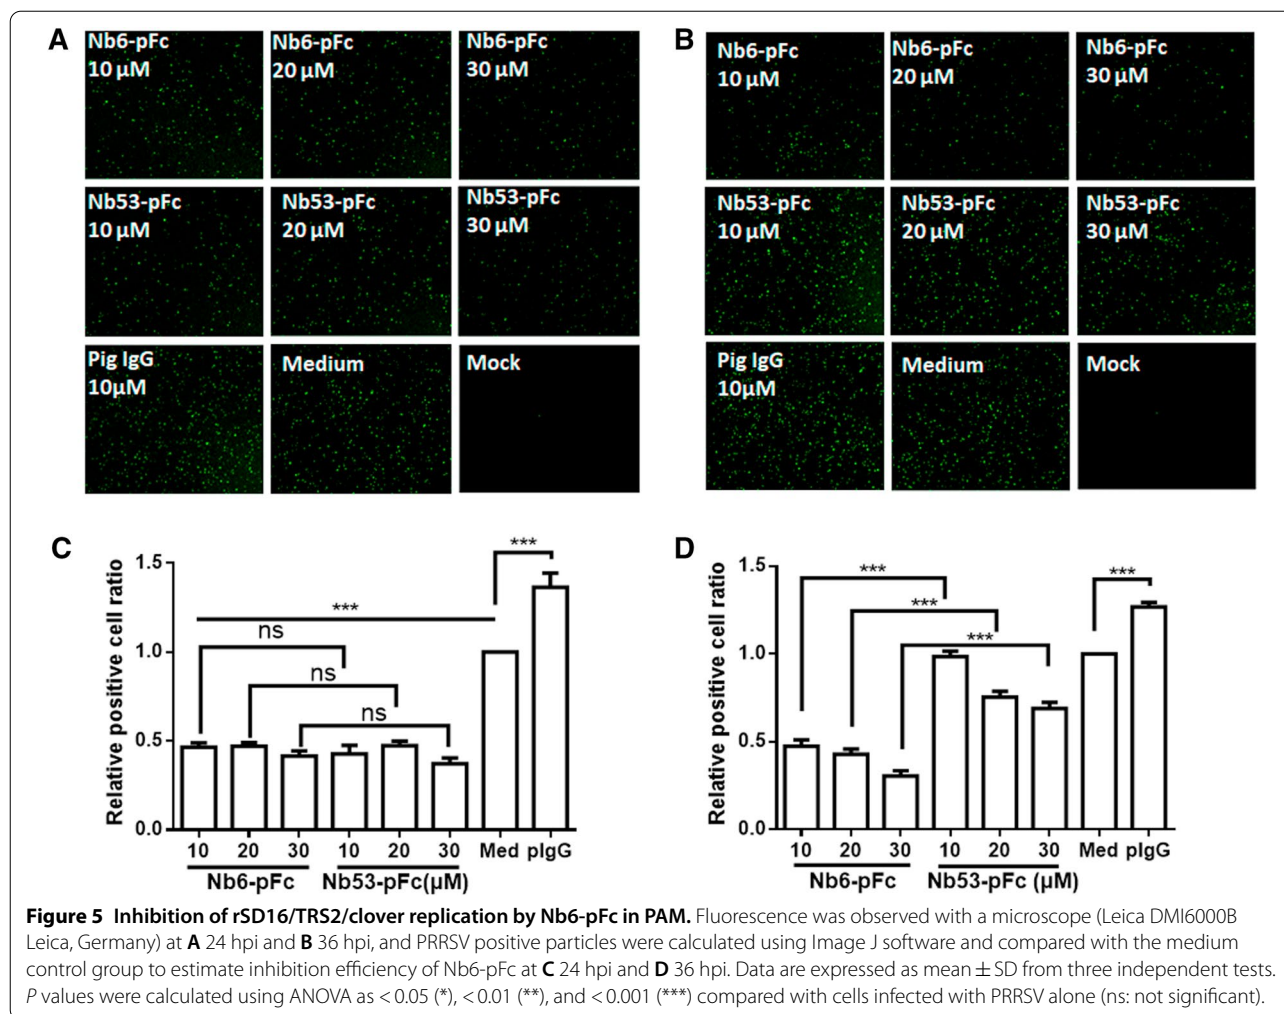 A
Nb6-pFc
10 μM
Nb6-pFc
20 μM
Nb6-pFc
30 μM
Nb53-pFc
10 μM
Nb53-pFc
20 μM
Nb53-pFc
30 μM
Pig IgG
10μM
Medium
Mock
B
Nb6-pFc
10 μM
Nb6-pFc
20 μM
Nb6-pFc
30 μM
Nb53-pFc
10 μM
Nb53-pFc
20 μM
Nb53-pFc
30 μM
Pig IgG
10μM
Medium
Mock
C
Relative positive cell ratio
1.5
1.0
0.5
0.0
***
***
ns
ns
ns
10 20 30 10 20 30 Med pIgG
Nb6-pFc Nb53-pFc(μM)
D
Relative positive cell ratio
1.5
1.0
0.5
0.0
***
***
***
***
10 20 30 10 20 30 Med pIgG
Nb6-pFc Nb53-pFc (μM)
Figure 5 Inhibition of rSD16/TRS2/clover replication by Nb6-pFc in PAM. Fluorescence was observed with a microscope (Leica DMI6000B
Leica, Germany) at A 24 hpi and B 36 hpi, and PRRSV positive particles were calculated using Image J software and compared with the medium
control group to estimate inhibition efficiency of Nb6-pFc at C 24 hpi and D 36 hpi. Data are expressed as mean ± SD from three independent tests.
P values were calculated using ANOVA as < 0.05 (*), < 0.01 (**), and < 0.001 (***) compared with cells infected with PRRSV alone (ns: not significant).